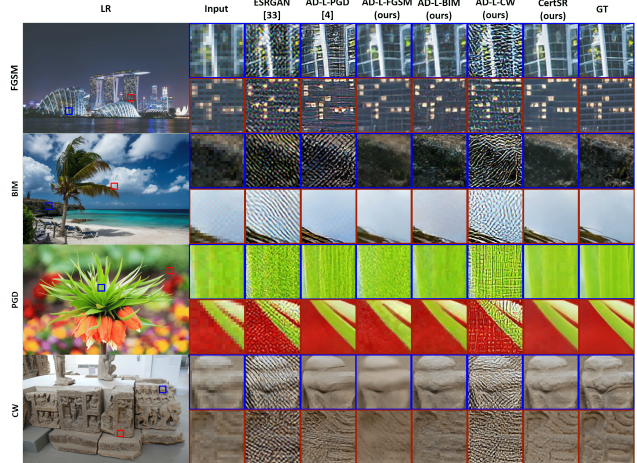 LR
Input
ESRGAN
[33]
AD-L-PGD
[4]
AD-L-FGSM
(ours)
AD-L-BIM
(ours)
AD-L-CW
(ours)
CertSR
(ours)
GT
FGSM
BIM
PGD
CW